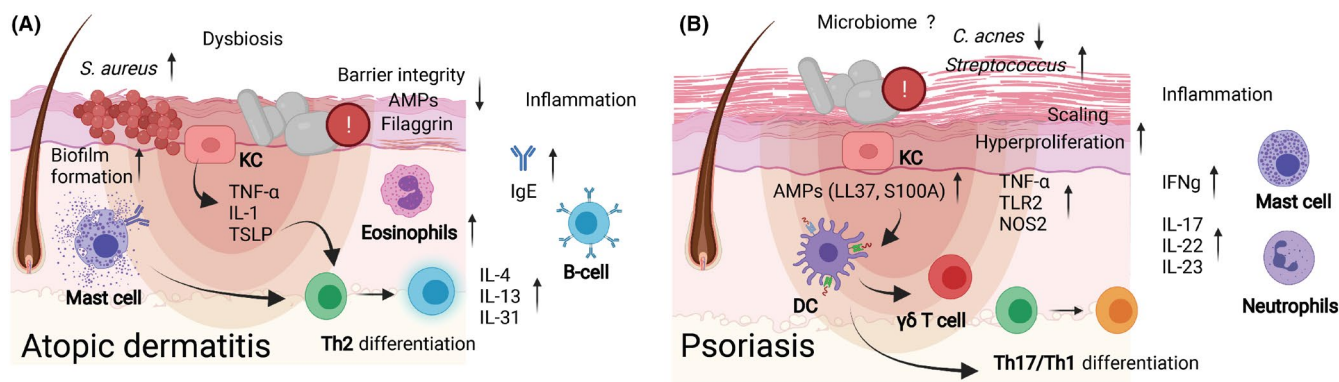 (A)
Dysbiosis
S. aureus
Barrier integrity
AMPs
Filaggrin
!
Inflammation
KC
Biofilm
formation
TNF-α
IL-1
TSLP
IgE
Eosinophils
B-cell
Mast cell
IL-4
IL-13
IL-31
Th2 differentiation
Atopic dermatitis
(B)
Microbiome ?
C. acnes
Streptococcus
!
Inflammation
Scaling
Hyperproliferation
KC
AMPs (LL37, S100A)
TNF-α
TLR2
NOS2
IFNg
Mast cell
IL-17
IL-22
IL-23
DC
γδ T cell
Neutrophils
Th17/Th1 differentiation
Psoriasis